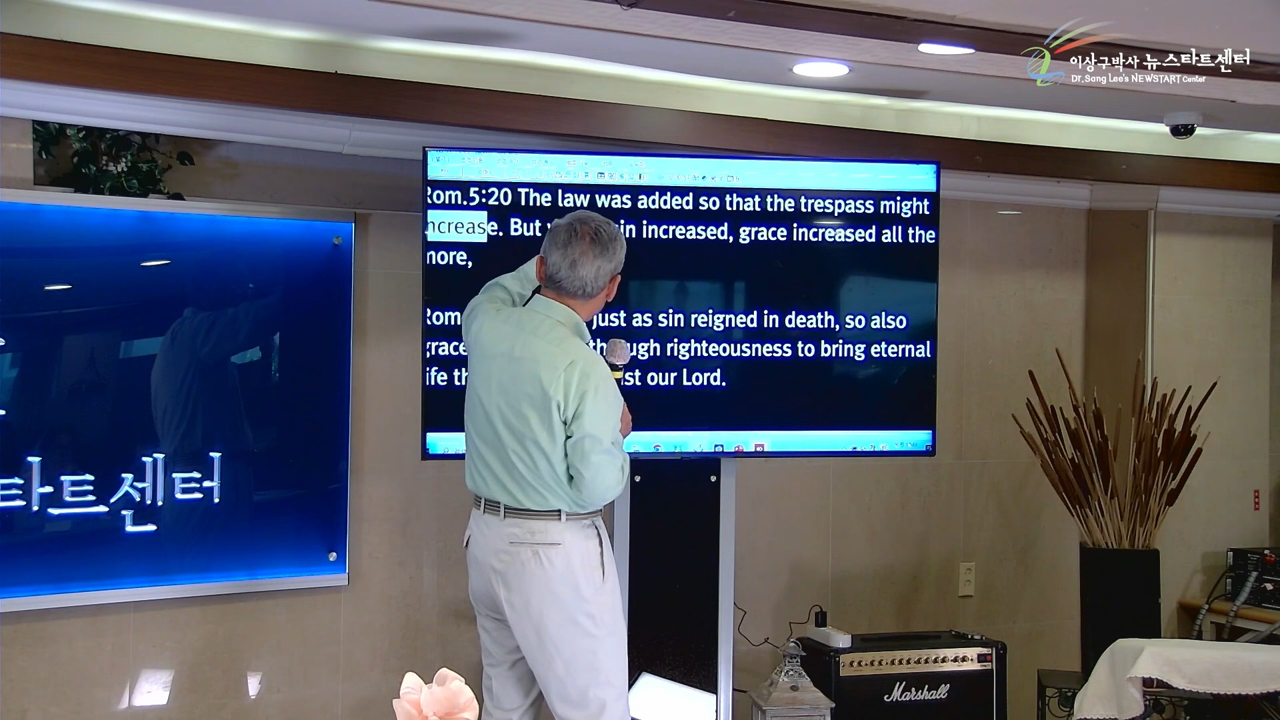 이상구박사 뉴스타트센터
Dr. Sang Lee's NEWSTART Center
Rom.5:20 The law was added so that the trespass might
ncrease. But in increased, grace increased all the
more,
Rom just as sin reigned in death, so also
grace through righteousness to bring eternal
ife th st our Lord.
타트센터
Marshall